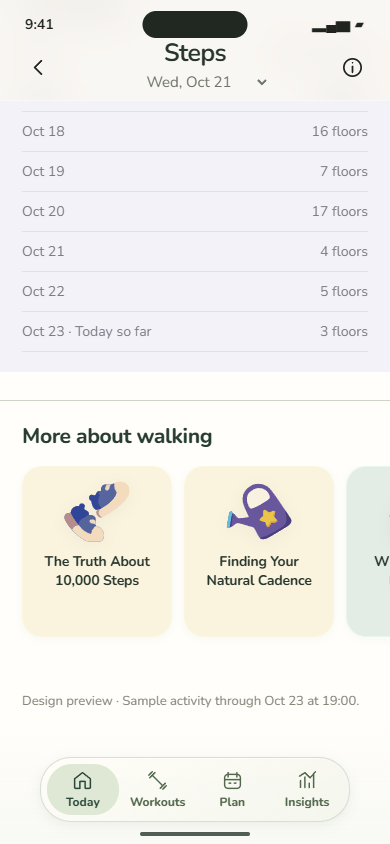 9:41
Steps
Wed, Oct 21
Oct 18 16 floors
Oct 19 7 floors
Oct 20 17 floors
Oct 21 4 floors
Oct 22 5 floors
Oct 23 · Today so far 3 floors
More about walking
The Truth About
10,000 Steps
Finding Your
Natural Cadence
W
Design preview · Sample activity through Oct 23 at 19:00.
Today Workouts Plan Insights